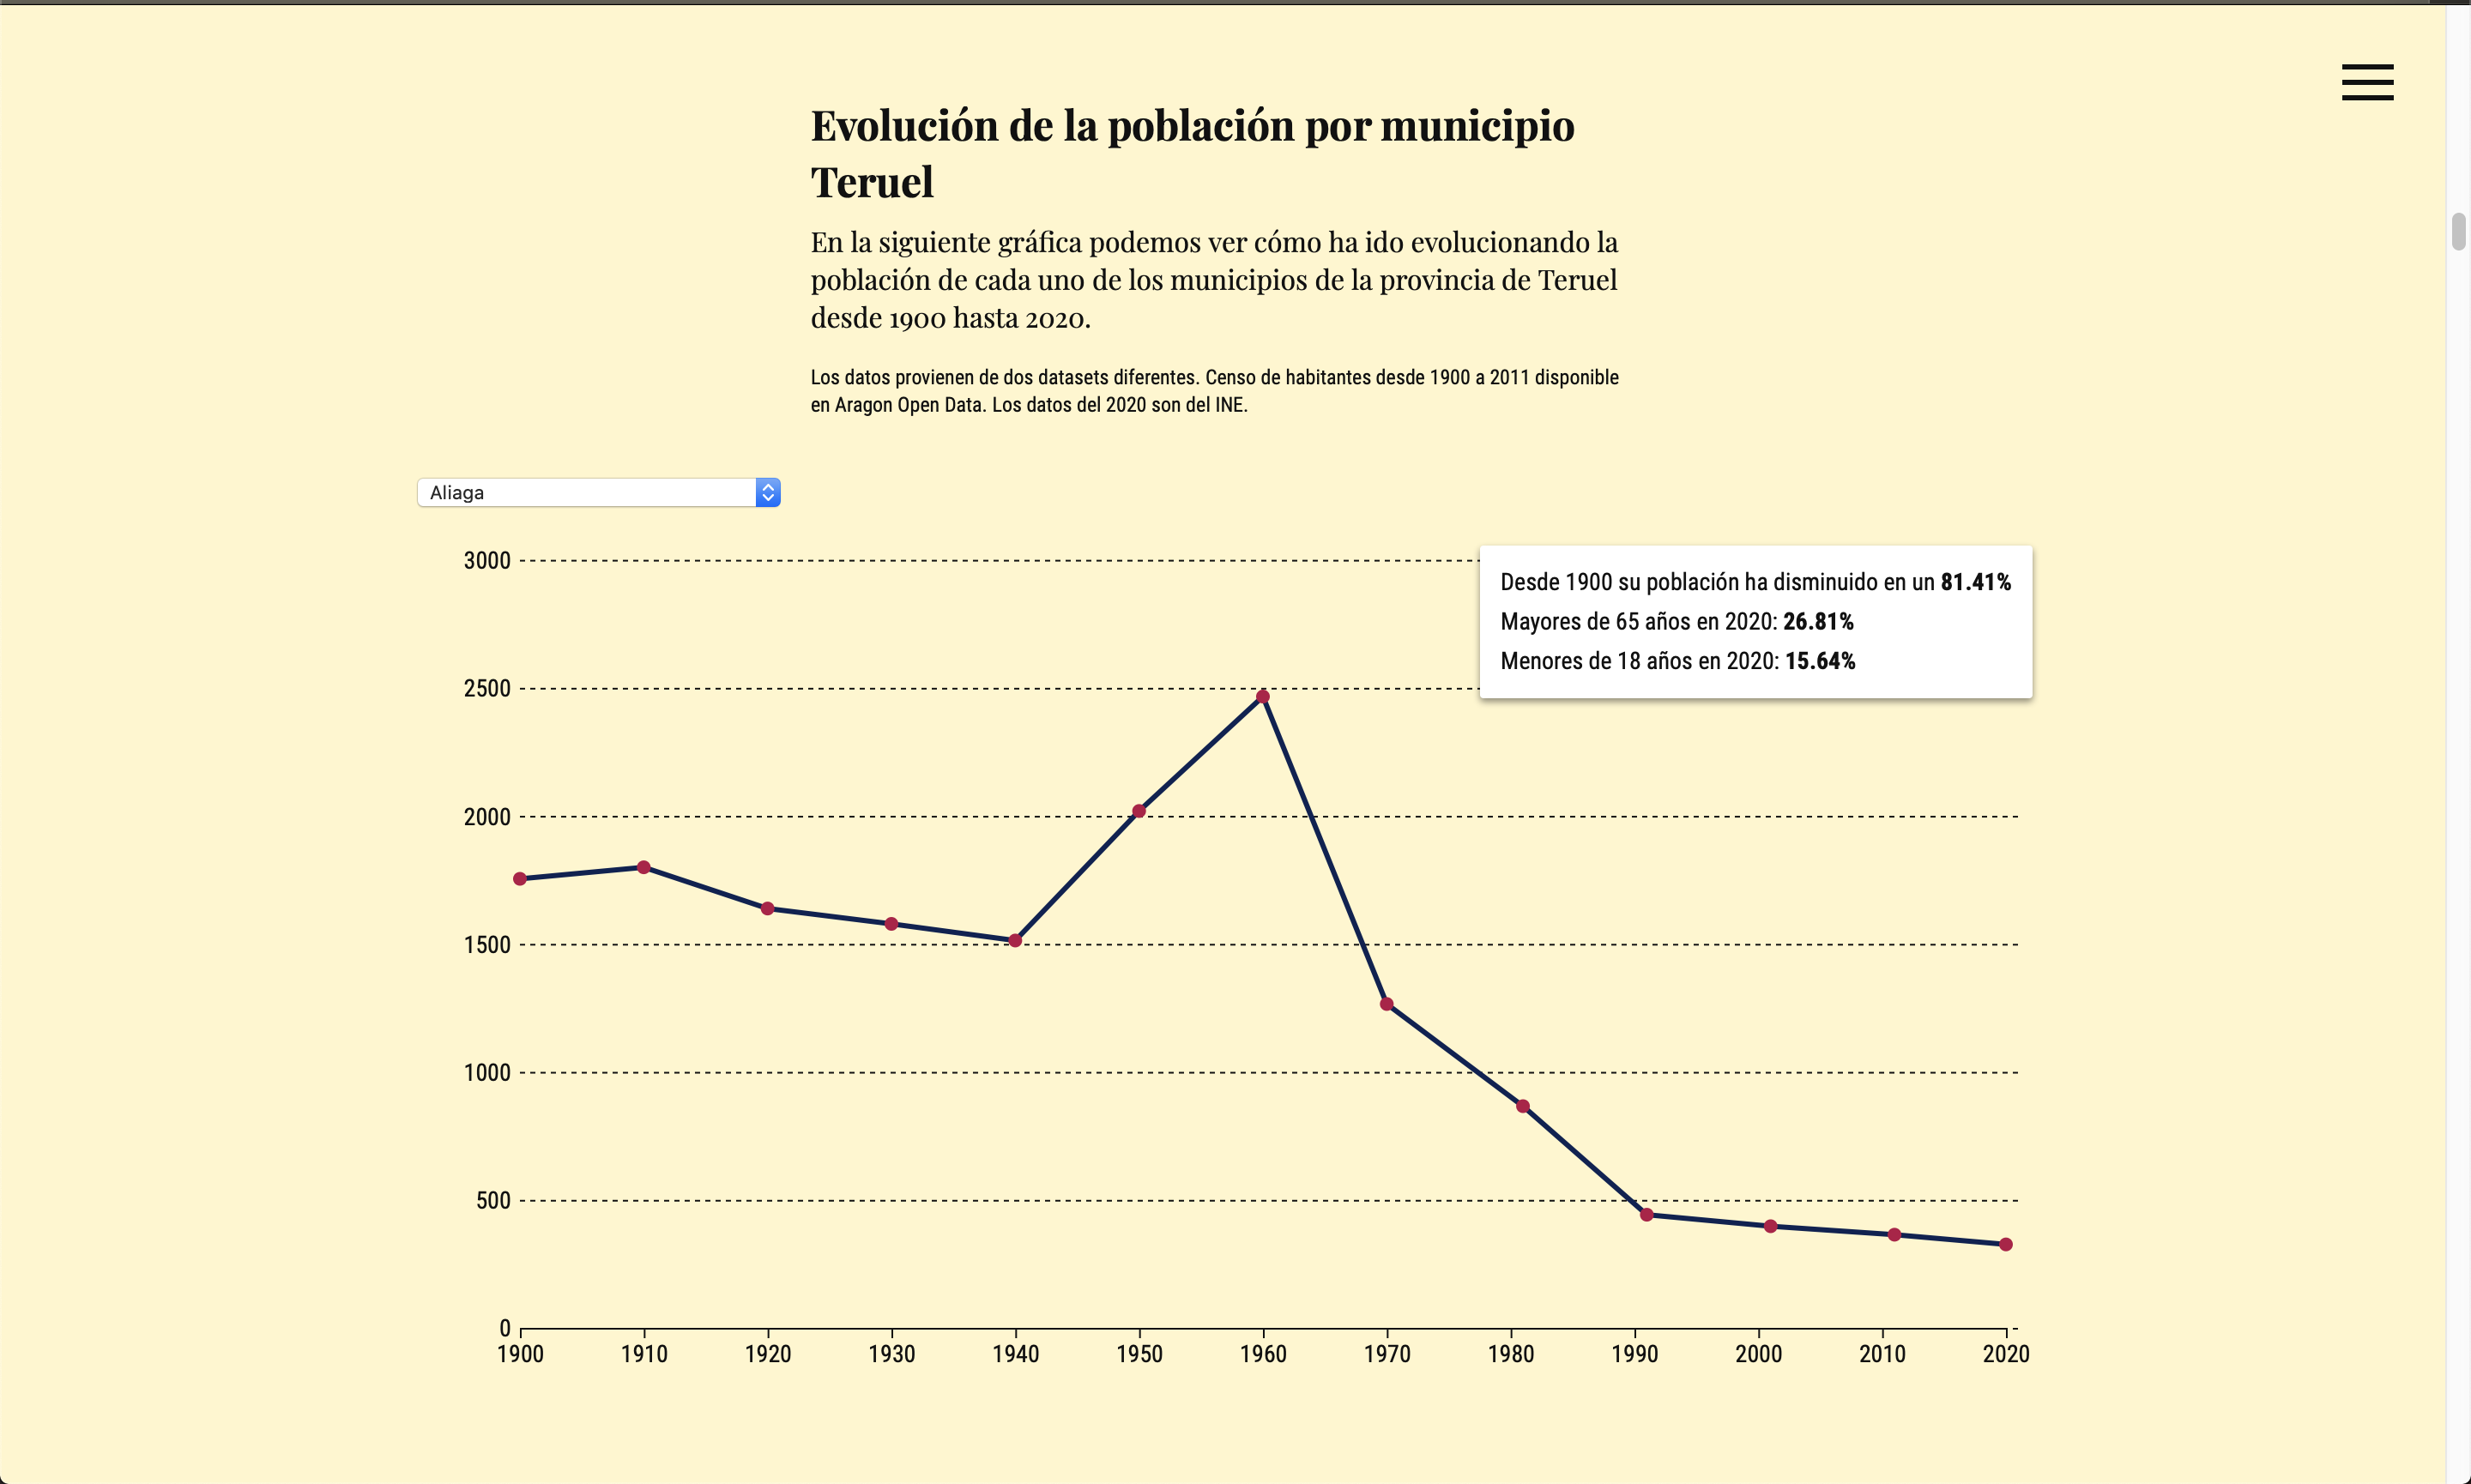 Evolución de la población por municipio
Teruel
En la siguiente gráfica podemos ver cómo ha ido evolucionando la
población de cada uno de los municipios de la provincia de Teruel
desde 1900 hasta 2020.
Los datos provienen de dos datasets diferentes. Censo de habitantes desde 1900 a 2011 disponible
en Aragon Open Data. Los datos del 2020 son del INE.
Aliaga
Desde 1900 su población ha disminuido en un 81.41%
Mayores de 65 años en 2020: 26.81%
Menores de 18 años en 2020: 15.64%
3000
2500
2000
1500
1000
500
0
1900 1910 1920 1930 1940 1950 1960 1970 1980 1990 2000 2010 2020